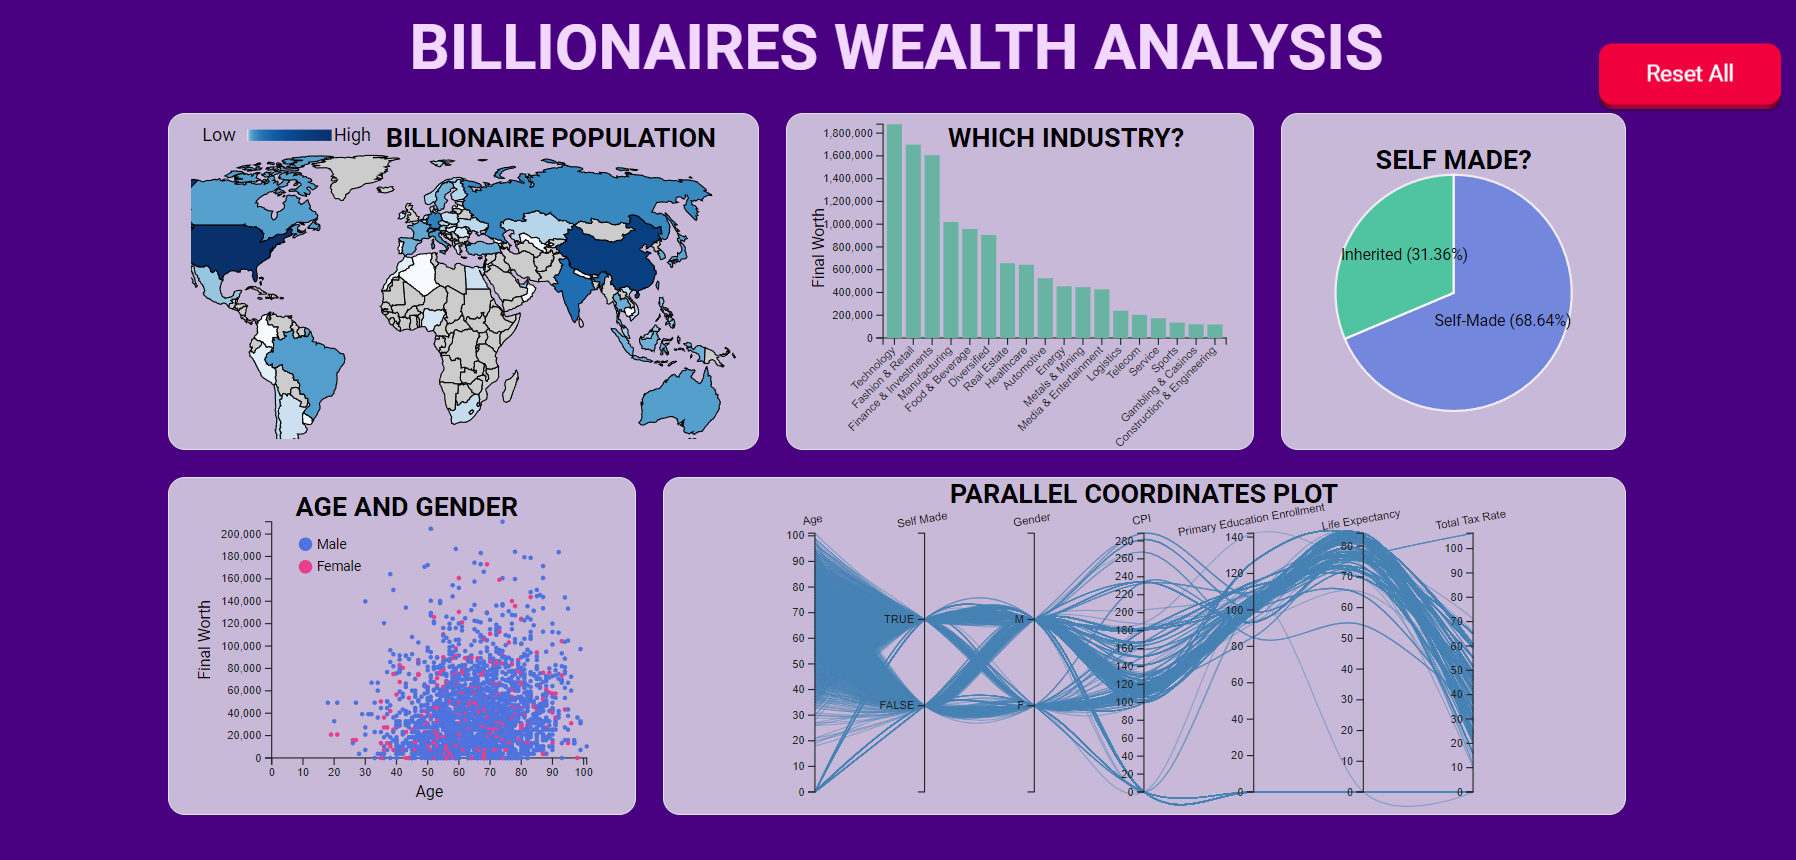 BILLIONAIRES WEALTH ANALYSIS
Reset All
Low
High
BILLIONAIRE POPULATION
WHICH INDUSTRY?
Final Worth
1,800,000
1,600,000
1,400,000
1,200,000
1,000,000
800,000
600,000
400,000
200,000
0
Technology
Fashion & Retail
Finance & Investments
Manufacturing
Food & Beverage
Diversified
Real Estate
Healthcare
Automotive
Energy
Metals & Mining
Media & Entertainment
Logistics
Telecom
Service
Sports
Gambling & Casinos
Construction & Engineering
SELF MADE?
Inherited (31.36%)
Self-Made (68.64%)
AGE AND GENDER
Male
Female
Final Worth
200,000
180,000
160,000
140,000
120,000
100,000
80,000
60,000
40,000
20,000
0
0 10 20 30 40 50 60 70 80 90 100
Age
PARALLEL COORDINATES PLOT
Age
100
90
80
70
60
50
40
30
20
10
0
Self Made
TRUE
FALSE
Gender
M
F
CPI
280
260
240
220
200
180
160
140
120
100
80
60
40
20
0
Primary Education Enrollment
140
120
100
80
60
40
20
0
Life Expectancy
80
70
60
50
40
30
20
10
0
Total Tax Rate
100
90
80
70
60
50
40
30
20
10
0